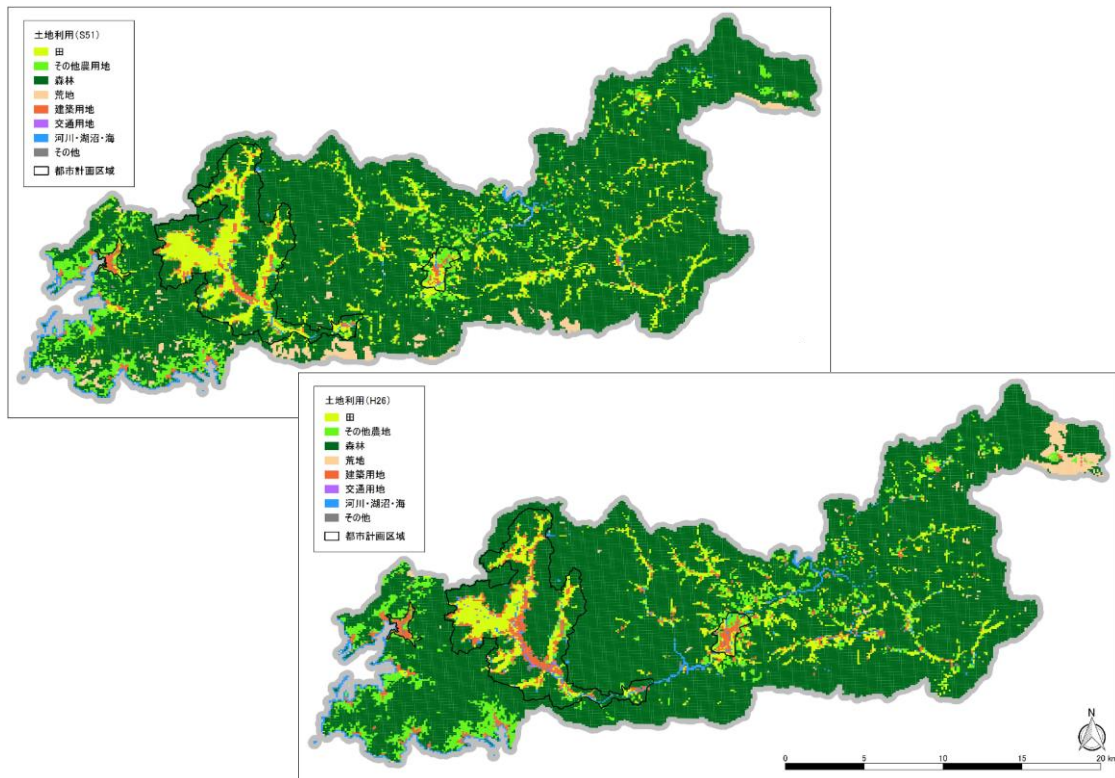 土地利用(S51)
田
その他農用地
森林
荒地
建築用地
交通用地
河川・湖沼・海
その他
都市計画区域
土地利用(H26)
田
その他農地
森林
荒地
建築用地
交通用地
河川・湖沼・海
その他
都市計画区域
N
0 5 10 15 20 km